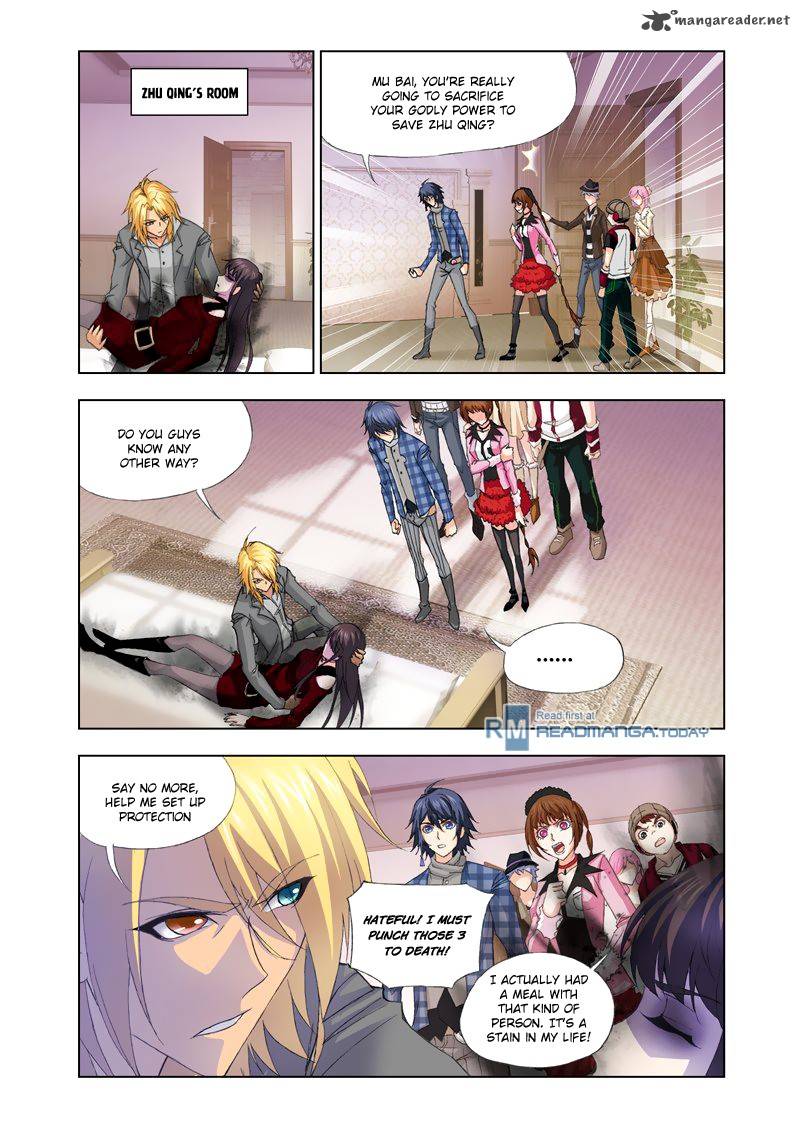 mangareader.net
ZHU QING'S ROOM
MU BAI, YOU'RE REALLY
GOING TO SACRIFICE
YOUR GODLY POWER TO
SAVE ZHU QING?
DO YOU GUYS
KNOW ANY
OTHER WAY?
......
RM
Read first at
READMANGA.TODAY
SAY NO MORE,
HELP ME SET UP
PROTECTION
HATEFUL! I MUST
PUNCH THOSE 3
TO DEATH!
I ACTUALLY HAD
A MEAL WITH
THAT KIND OF
PERSON. IT'S A
STAIN IN MY LIFE!